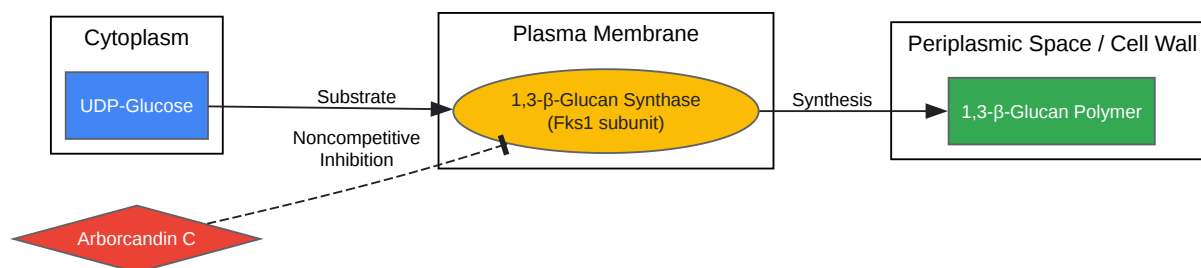 Cytoplasm
UDP-Glucose
Substrate
Noncompetitive
Inhibition
Arborcandin C
Plasma Membrane
1,3-β-Glucan Synthase
(Fks1 subunit)
Synthesis
Periplasmic Space / Cell Wall
1,3-β-Glucan Polymer